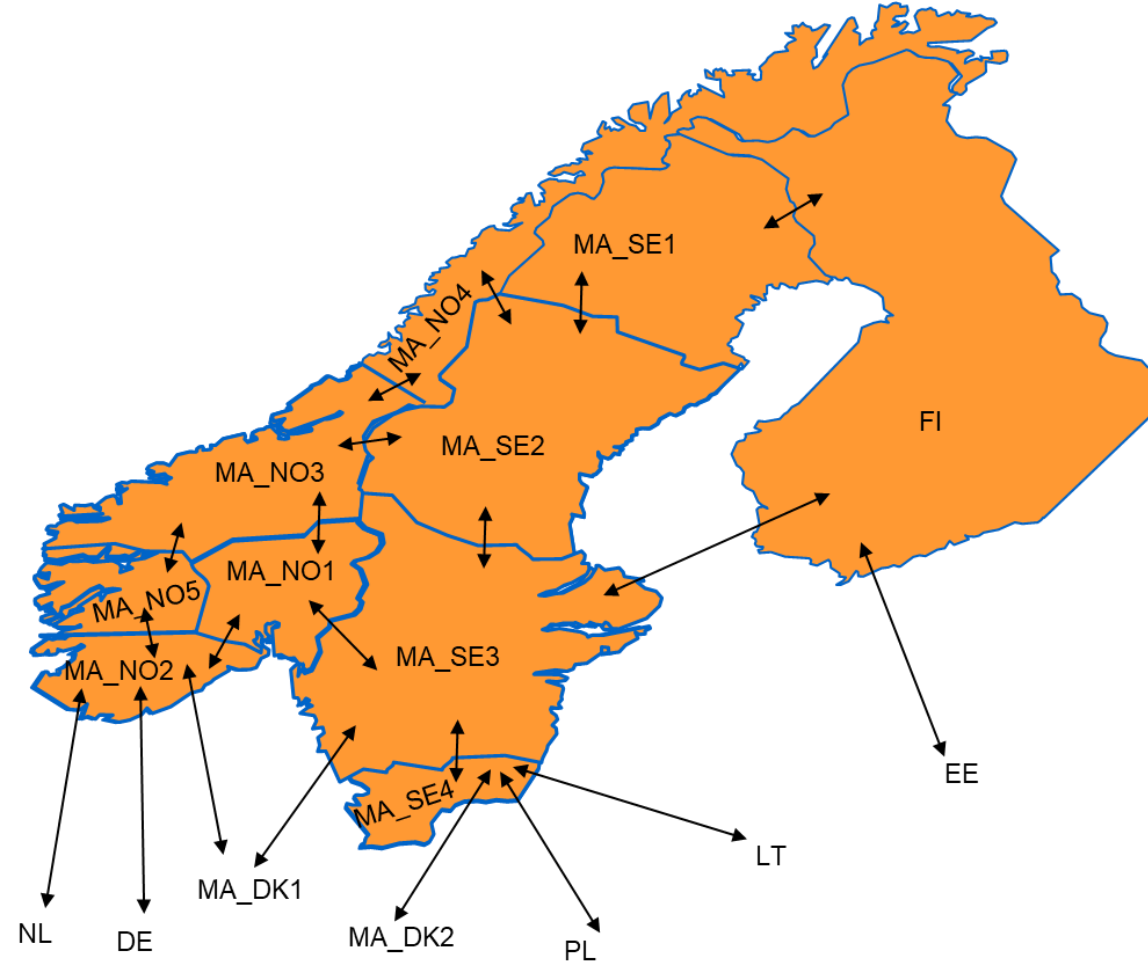 MA_SE1
MA_NO4
FI
MA_SE2
MA_NO3
MA_NO1
MA_NO5
MA_SE3
MA_NO2
EE
MA_SE4
LT
MA_DK1
NL
DE
MA_DK2
PL